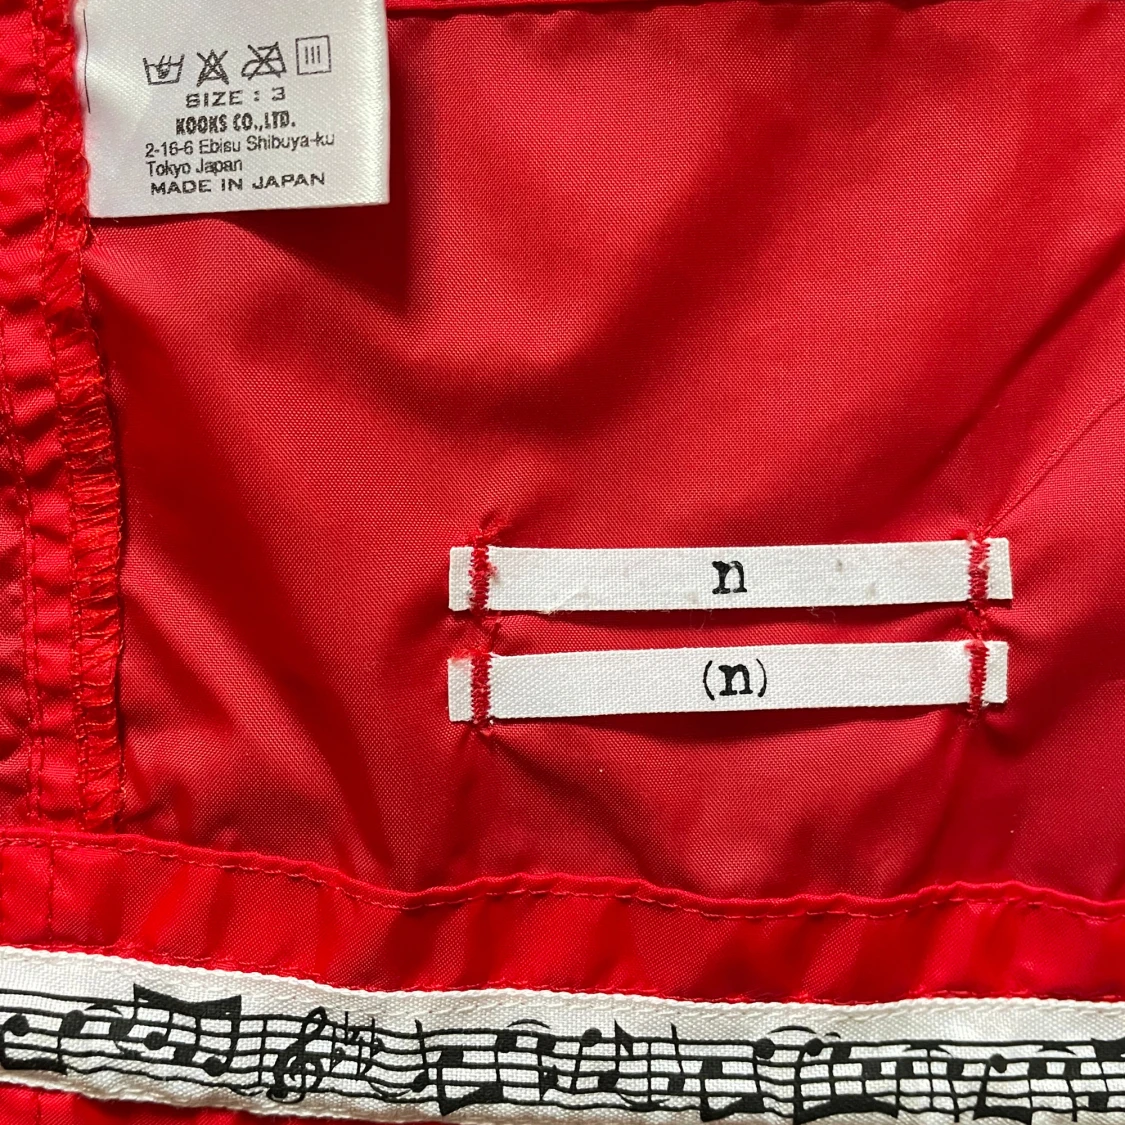 SIZE : 3
KOOKS CO.,LTD.
2-16-6 Ebisu Shibuya-ku
Tokyo Japan
MADE IN JAPAN
n
(n)